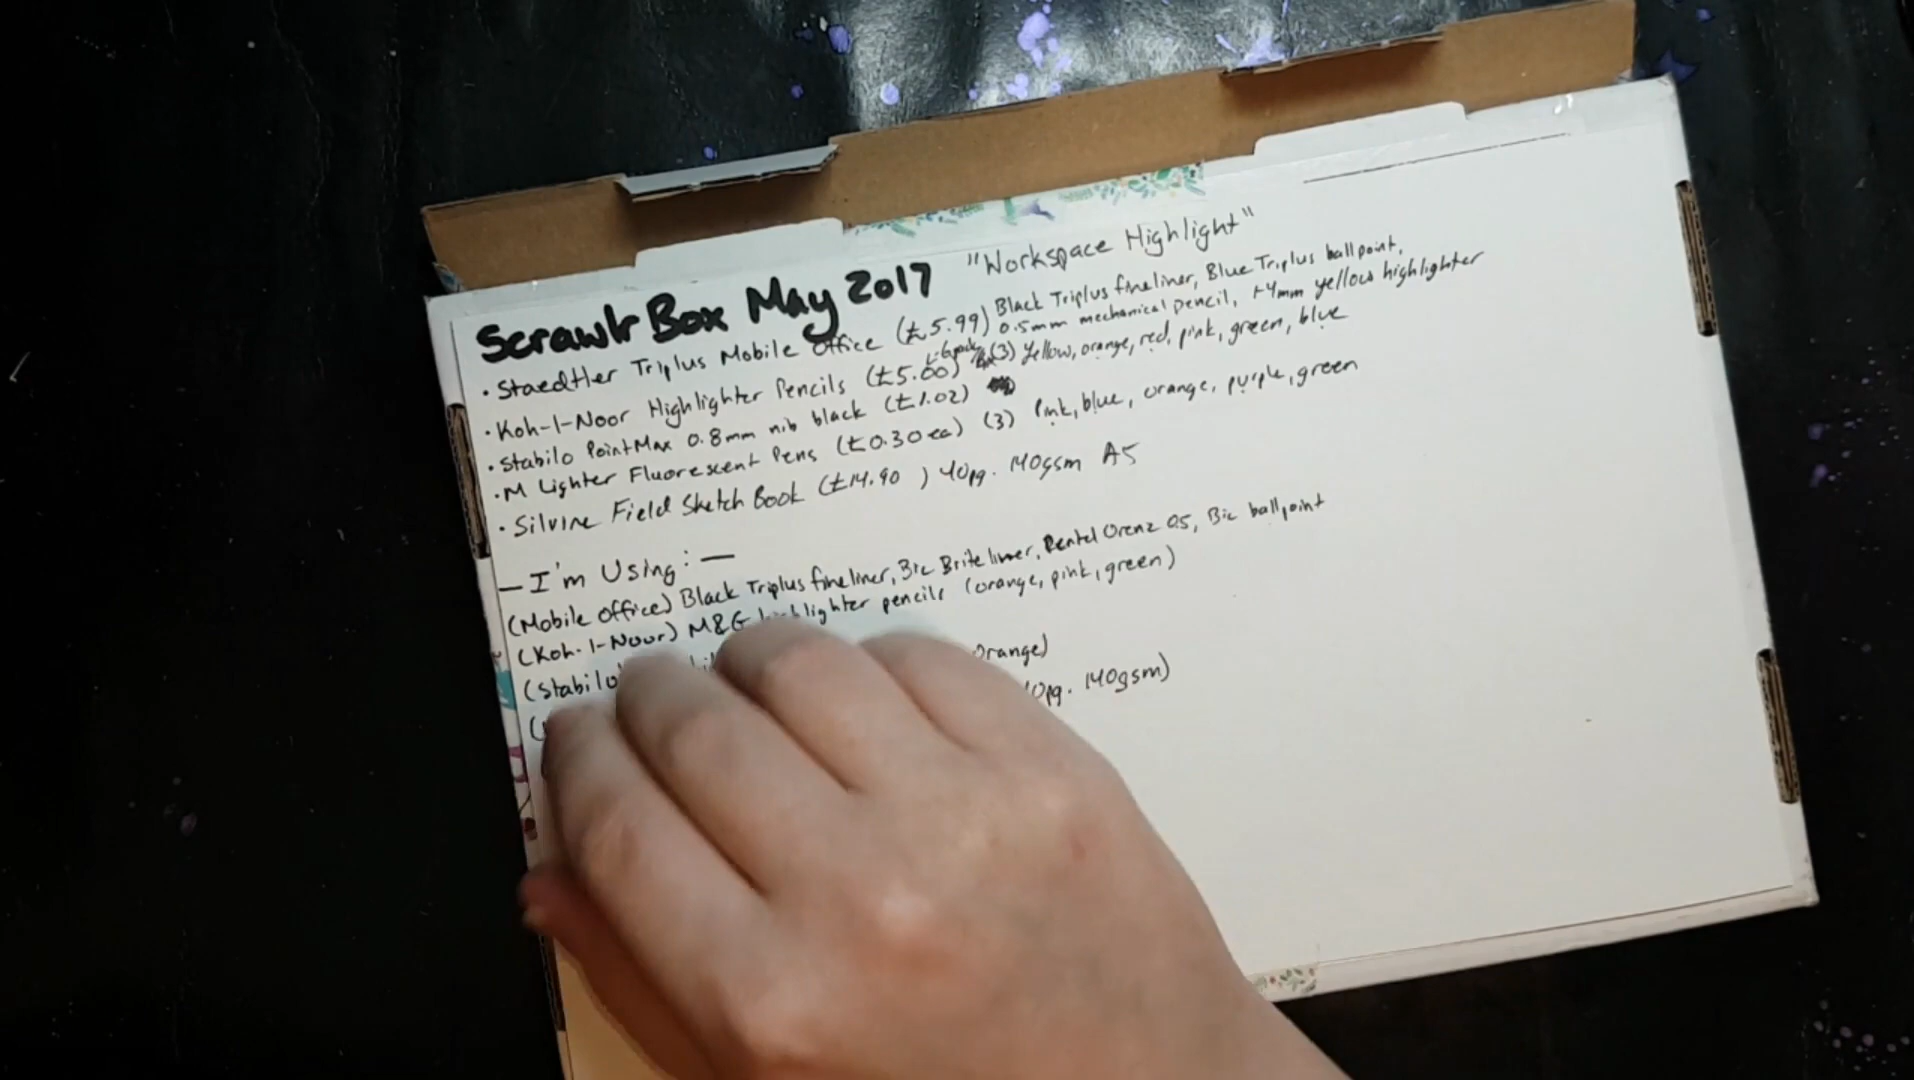 Scrawlr Box May 2017 "Workspace Highlight"
• Staedtler Triplus Mobile Office (£5.99) Black Triplus fineliner, Blue Triplus ballpoint,
0.5mm mechanical pencil, 1-4mm yellow highlighter
• Koh-I-Noor Highlighter Pencils (£5.00) (3) Yellow, orange, red, pink, green, blue
• Stabilo PointMax 0.8mm nib black (£1.02)
• M Lighter Fluorescent Pens (£0.30 ea) (3) Pink, blue, orange, purple, green
• Silvine Field Sketch Book (£14.90 ) 40pg. 140gsm A5
— I'm Using: —
(Mobile Office) Black Triplus fineliner, Bic Brite liner, Pentel Orenz 0.5, Bic ballpoint
(Koh-I-Noor) M&G highlighter pencils (orange, pink, green)
(Stabilo orange)
140gsm)